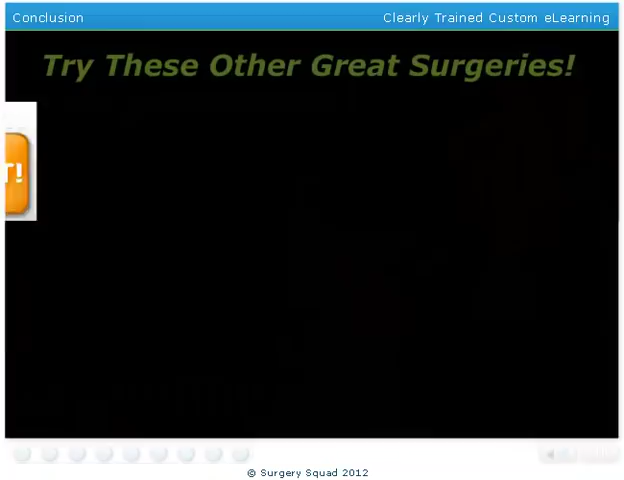 Conclusion
Clearly Trained Custom eLearning
Try These Other Great Surgeries!
T!
© Surgery Squad 2012